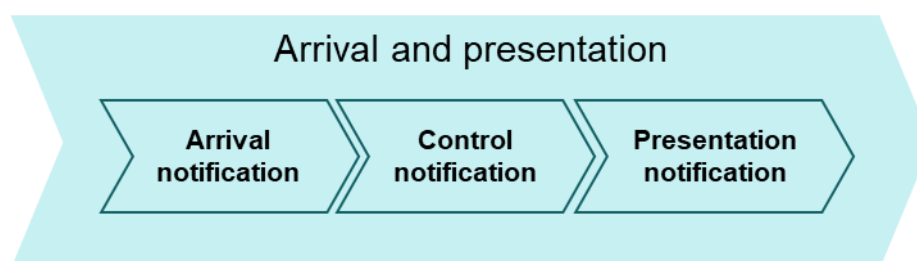 Arrival and presentation
Arrival
notification
Control
notification
Presentation
notification